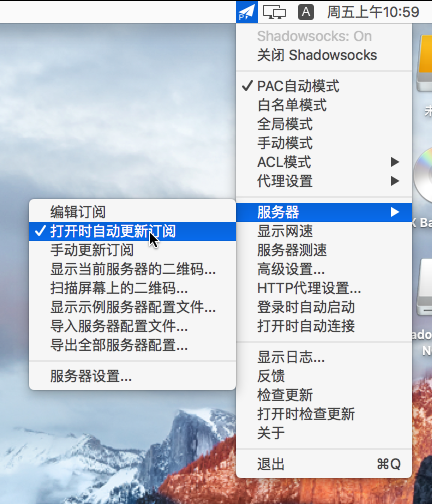 A 周五上午10:59
Shadowsocks: On
关闭 Shadowsocks
PAC自动模式
白名单模式
全局模式
手动模式
ACL模式
代理设置
服务器
显示网速
服务器测速
高级设置...
HTTP代理设置...
登录时自动启动
打开时自动连接
显示日志...
反馈
检查更新
打开时检查更新
关于
退出 ⌘Q
编辑订阅
打开时自动更新订阅
手动更新订阅
显示当前服务器的二维码...
扫描屏幕上的二维码...
显示示例服务器配置文件...
导入服务器配置文件...
导出全部服务器配置...
服务器设置...